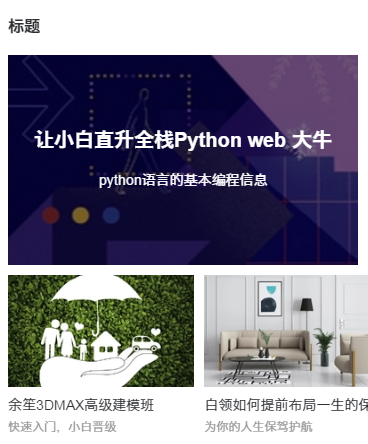 标题
让小白直升全栈Python web 大牛
python语言的基本编程信息
余笙3DMAX高级建模班
白领如何提前布局一生的保
快速入门，小白晋级
为你的人生保驾护航